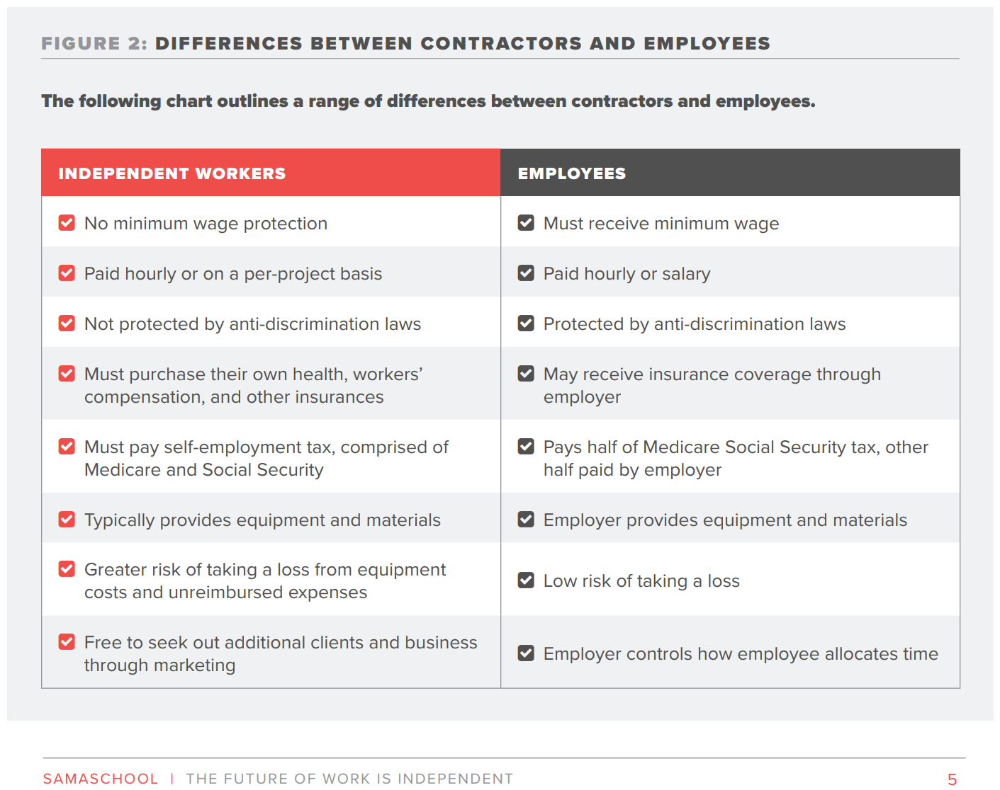 FIGURE 2: DIFFERENCES BETWEEN CONTRACTORS AND EMPLOYEES
The following chart outlines a range of differences between contractors and employees.
INDEPENDENT WORKERS
EMPLOYEES
No minimum wage protection
Must receive minimum wage
Paid hourly or on a per-project basis
Paid hourly or salary
Not protected by anti-discrimination laws
Protected by anti-discrimination laws
Must purchase their own health, workers’
compensation, and other insurances
May receive insurance coverage through
employer
Must pay self-employment tax, comprised of
Medicare and Social Security
Pays half of Medicare Social Security tax, other
half paid by employer
Typically provides equipment and materials
Employer provides equipment and materials
Greater risk of taking a loss from equipment
costs and unreimbursed expenses
Low risk of taking a loss
Free to seek out additional clients and business
through marketing
Employer controls how employee allocates time
SAMASCHOOL | THE FUTURE OF WORK IS INDEPENDENT
5